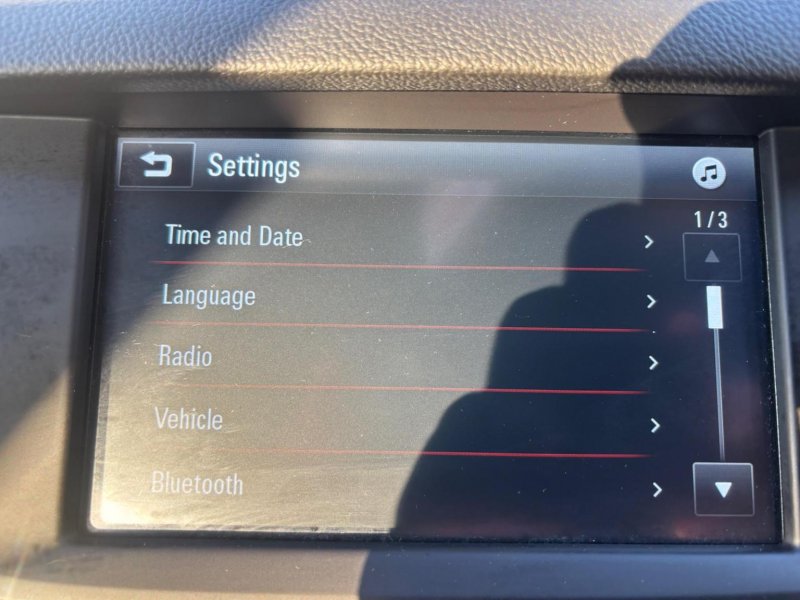 Settings
1/3
Time and Date
Language
Radio
Vehicle
Bluetooth